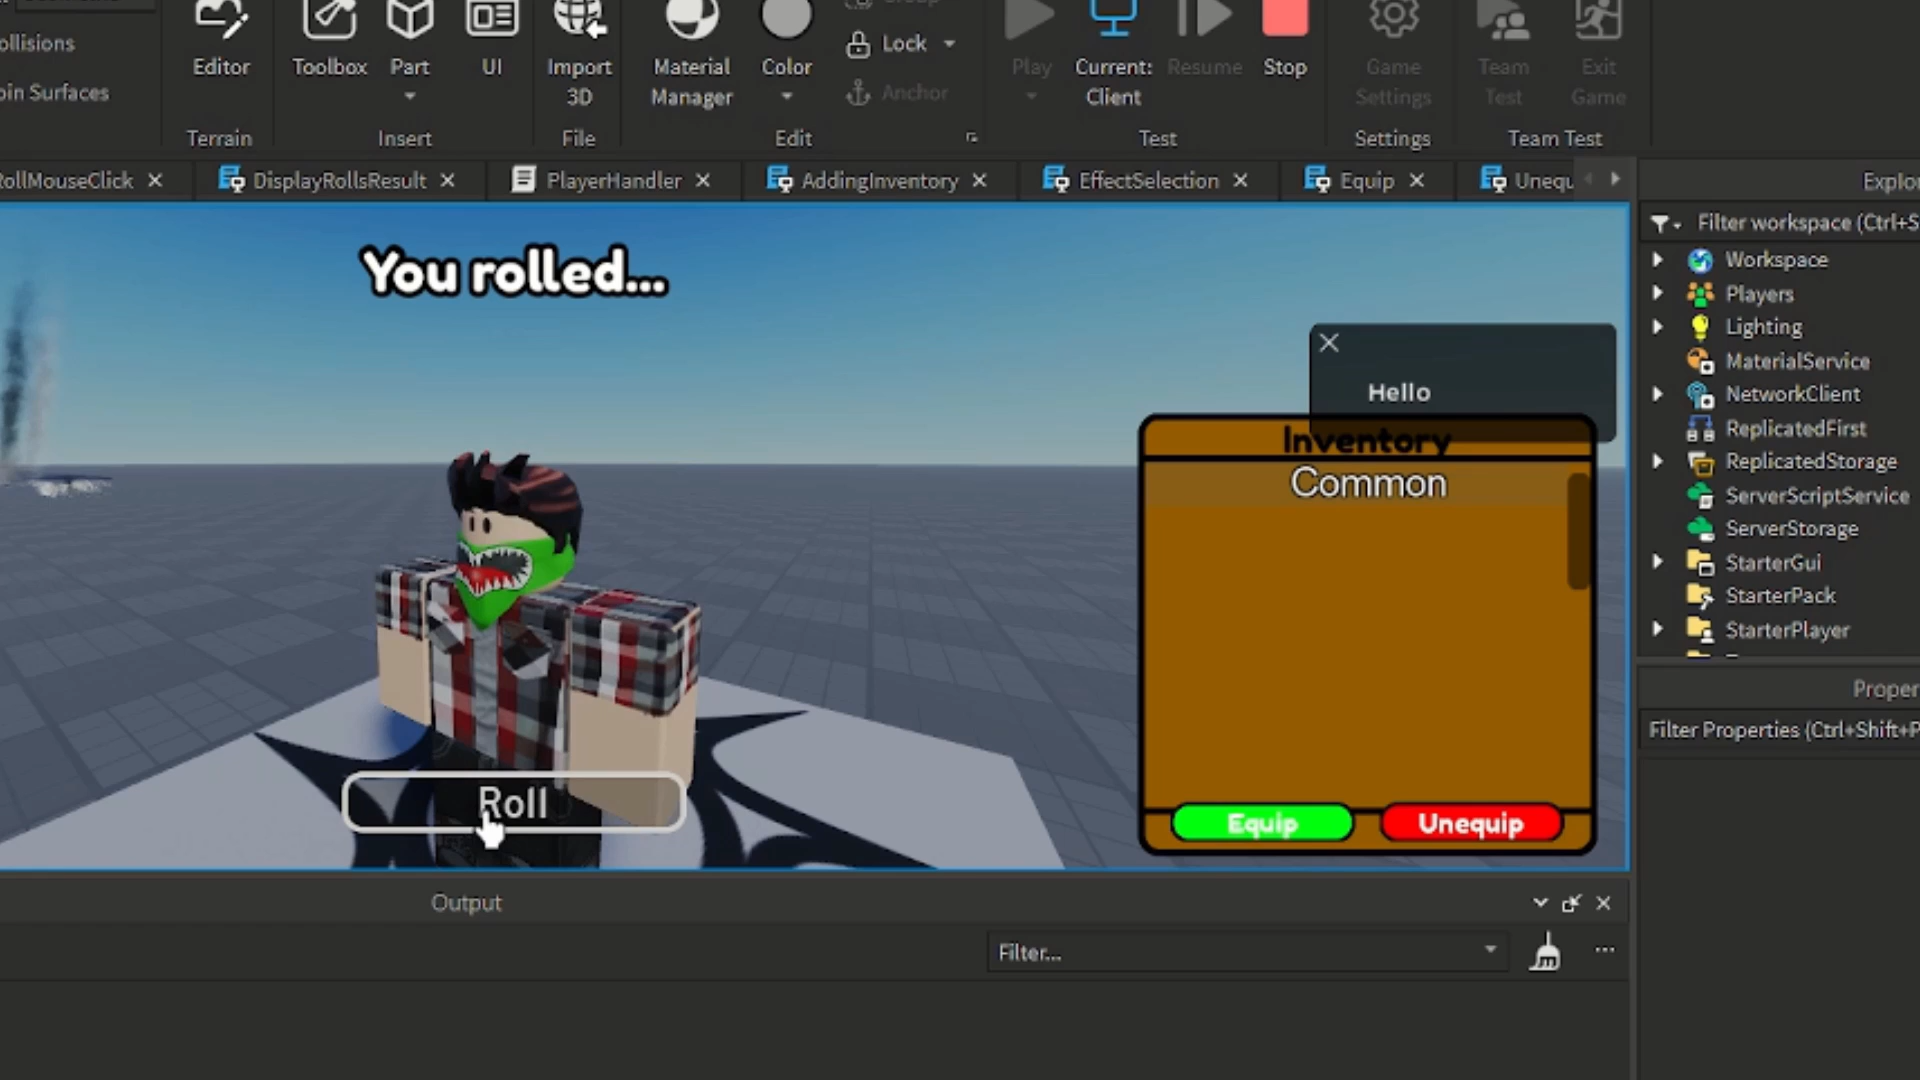 ollisions
oin Surfaces
Editor
Terrain
Toolbox
Part
UI
Insert
Import
3D
File
Material
Manager
Color
Group
Lock
Anchor
Edit
Play
Current:
Client
Resume
Stop
Test
Game
Settings
Settings
Team
Test
Exit
Game
Team Test
RollMouseClick
DisplayRollsResult
PlayerHandler
AddingInventory
EffectSelection
Equip
Unequ
Explor
Filter workspace (Ctrl+S
Workspace
Players
Lighting
MaterialService
NetworkClient
ReplicatedFirst
ReplicatedStorage
ServerScriptService
ServerStorage
StarterGui
StarterPack
StarterPlayer
Proper
Filter Properties (Ctrl+Shift+P
You rolled...
Hello
Inventory
Common
Equip
Unequip
Roll
Output
Filter...